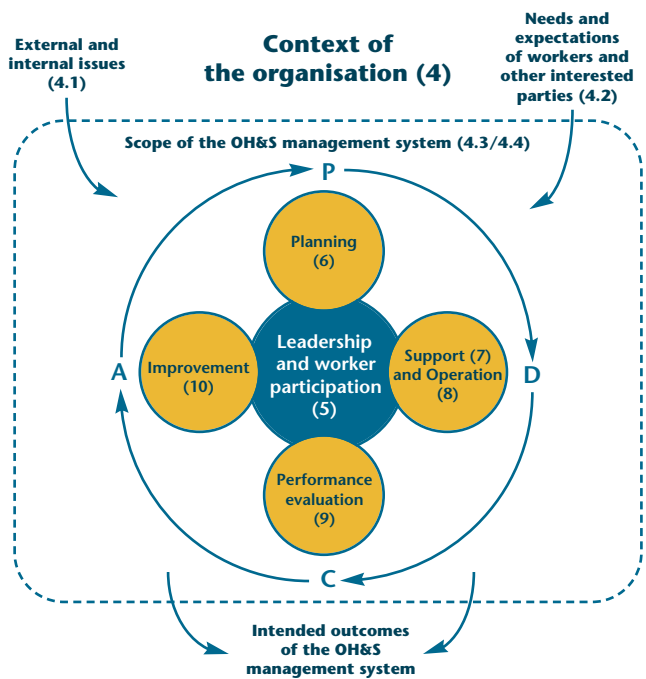 External and
internal issues
(4.1)
Context of
the organisation (4)
Needs and
expectations
of workers and
other interested
parties (4.2)
Scope of the OH&S management system (4.3/4.4)
P
Planning
(6)
A
Improvement
(10)
Leadership
and worker
participation
(5)
Support (7)
and Operation
(8)
D
Performance
evaluation
(9)
C
Intended outcomes
of the OH&S
management system